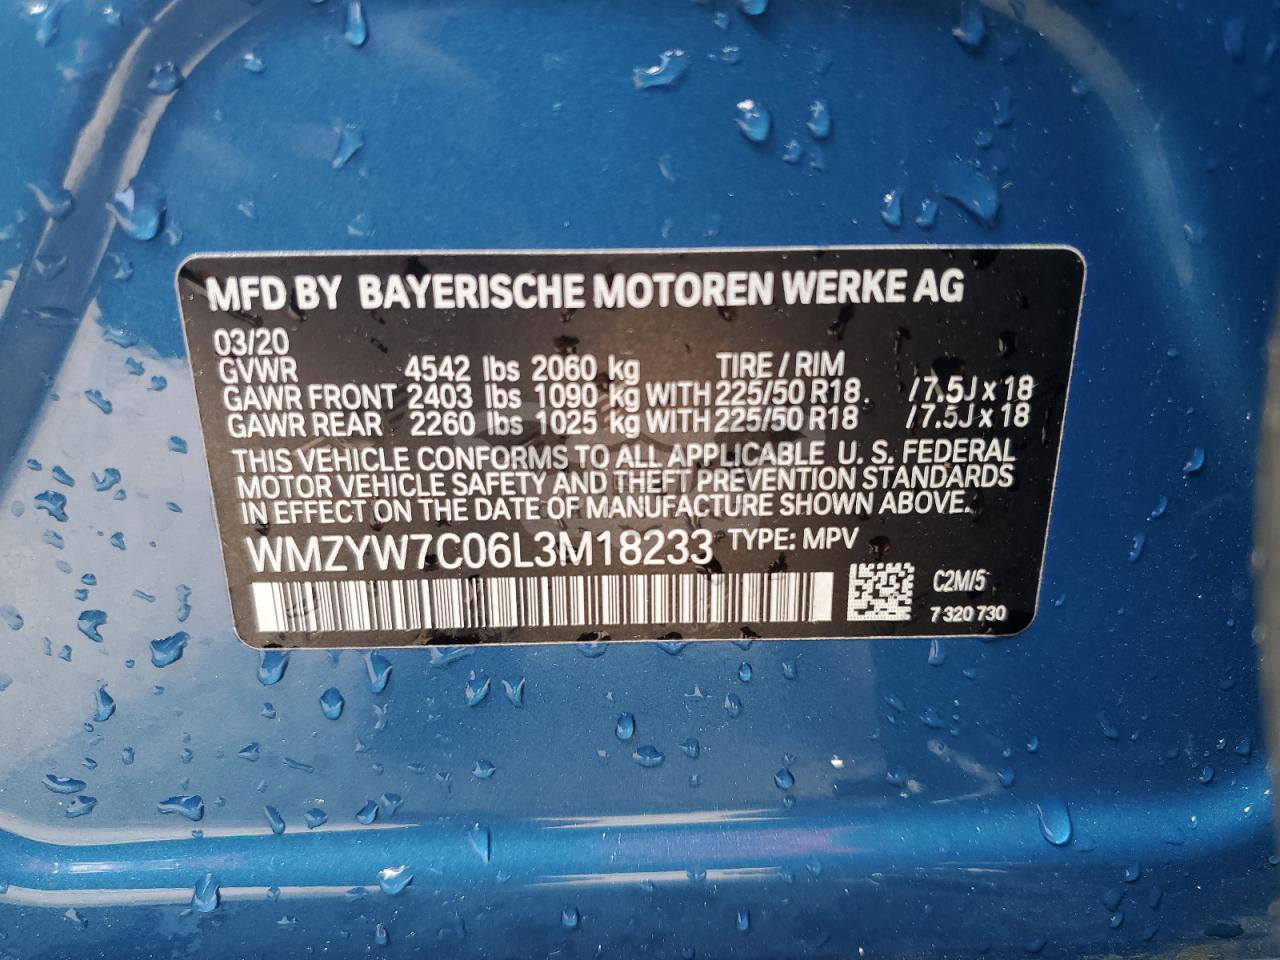 MFD BY BAYERISCHE MOTOREN WERKE AG
03/20
GVWR 4542 lbs 2060 kg TIRE / RIM
GAWR FRONT 2403 lbs 1090 kg WITH 225/50 R18 /7.5J x 18
GAWR REAR 2260 lbs 1025 kg WITH 225/50 R18 /7.5J x 18
THIS VEHICLE CONFORMS TO ALL APPLICABLE U. S. FEDERAL
MOTOR VEHICLE SAFETY AND THEFT PREVENTION STANDARDS
IN EFFECT ON THE DATE OF MANUFACTURE SHOWN ABOVE.
WMZYW7C06L3M18233 TYPE: MPV
C2M/5
7 320 730